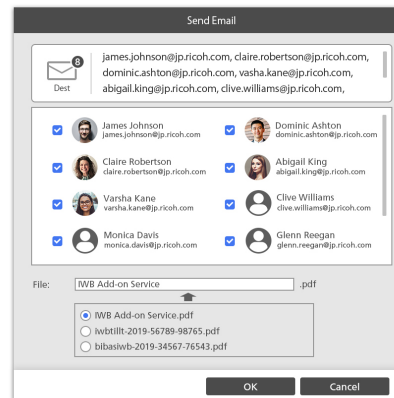 Send Email
8
Dest
james.johnson@jp.ricoh.com, claire.robertson@jp.ricoh.com,
dominic.ashton@jp.ricoh.com, vasha.kane@jp.ricoh.com,
abigail.king@jp.ricoh.com, clive.williams@jp.ricoh.com,
James Johnson
james.johnson@jp.ricoh.com
Dominic Ashton
dominic.ashton@jp.ricoh.com
Claire Robertson
claire.robertson@jp.ricoh.com
Abigail King
abigail.king@jp.ricoh.com
Varsha Kane
varsha.kane@jp.ricoh.com
Clive Williams
clive.williams@jp.ricoh.com
Monica Davis
monica.davis@jp.ricoh.com
Glenn Reegan
glenn.reegan@jp.ricoh.com
File: IWB Add-on Service .pdf
IWB Add-on Service.pdf
iwbtillt-2019-56789-98765.pdf
bibasiwb-2019-34567-76543.pdf
OK Cancel